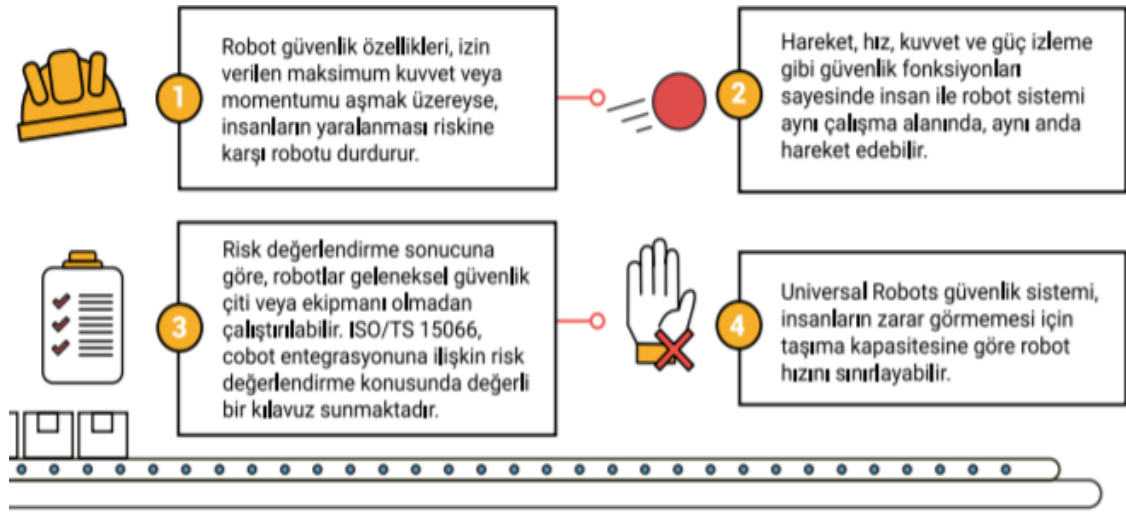 1
Robot güvenlik özellikleri, izin
verilen maksimum kuvvet veya
momentumu aşmak üzereyse,
insanların yaralanması riskine
karşı robotu durdurur.
2
Hareket, hız, kuvvet ve güç izleme
gibi güvenlik fonksiyonları
sayesinde insan ile robot sistemi
aynı çalışma alanında, aynı anda
hareket edebilir.
3
Risk değerlendirme sonucuna
göre, robotlar geleneksel güvenlik
çiti veya ekipmanı olmadan
çalıştırılabilir. ISO/TS 15066,
cobot entegrasyonuna ilişkin risk
değerlendirme konusunda değerli
bir kılavuz sunmaktadır.
4
Universal Robots güvenlik sistemi,
insanların zarar görmemesi için
taşıma kapasitesine göre robot
hızını sınırlayabilir.